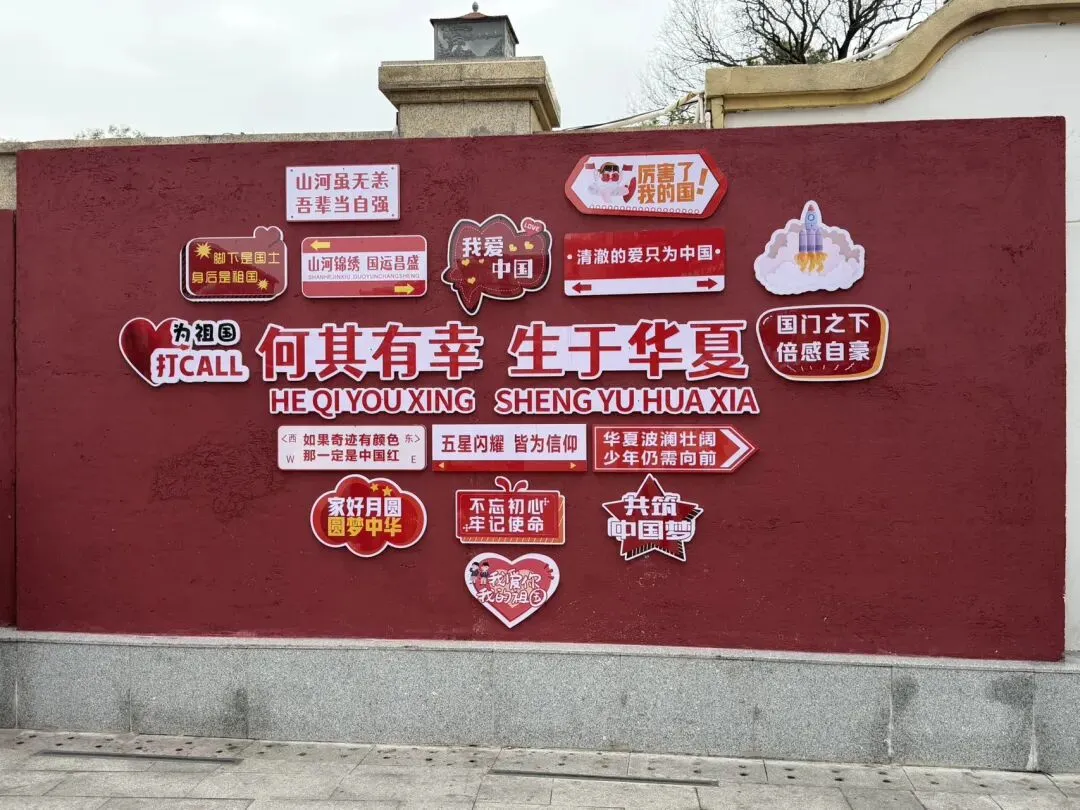 山河虽无恙
吾辈当自强
厉害了
我的国!
脚下是国土
身后是祖国
山河锦绣 国运昌盛
SHANHEJINXIU GUOYUNCHANGSHENG
LOVE
我爱
中国
·清澈的爱只为中国·
为祖国
打CALL
何其有幸 生于华夏
HE QI YOU XING SHENG YU HUA XIA
国门之下
倍感自豪
<西 如果奇迹有颜色 东>
W 那一定是中国红 E
五星闪耀 皆为信仰
华夏波澜壮阔
少年仍需向前
家好月圆
圆梦中华
不忘初心
牢记使命
共筑
中国梦
我爱你
我的祖国